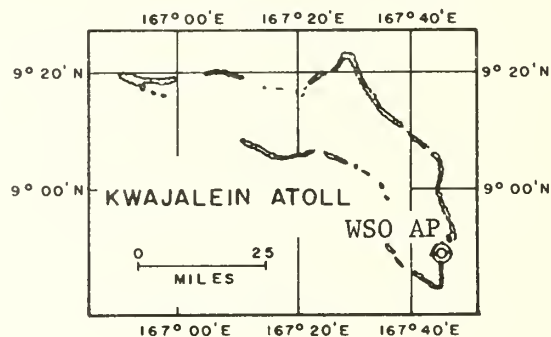 167° 00'E 167° 20'E 167° 40'E
9° 20' N 9° 20' N
9° 00' N 9° 00' N
KWAJALEIN ATOLL
WSO AP
0 25
MILES
167° 00'E 167° 20'E 167° 40'E